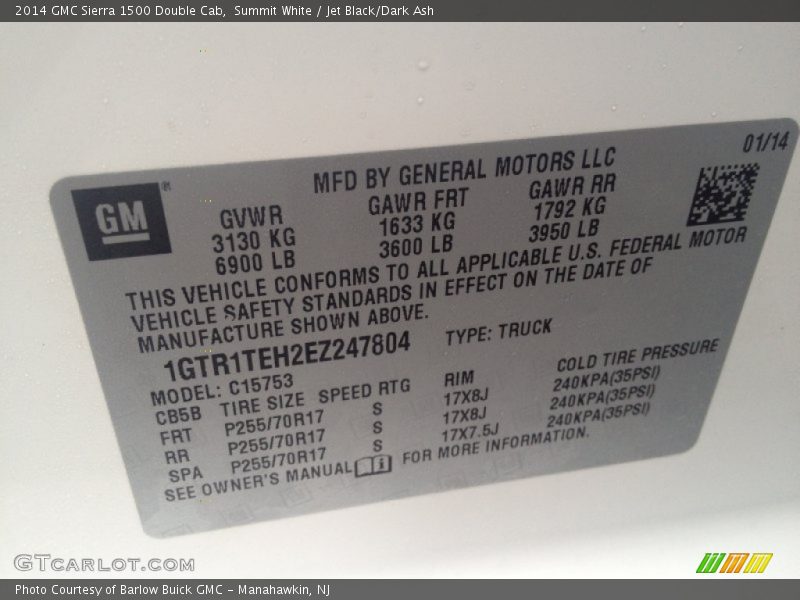 2014 GMC Sierra 1500 Double Cab,  Summit White / Jet Black/Dark Ash
01/14
MFD BY GENERAL MOTORS LLC
GM®
GVWR GAWR FRT GAWR RR
3130 KG 1633 KG 1792 KG
6900 LB 3600 LB 3950 LB
THIS VEHICLE CONFORMS TO ALL APPLICABLE U.S. FEDERAL MOTOR
VEHICLE SAFETY STANDARDS IN EFFECT ON THE DATE OF
MANUFACTURE SHOWN ABOVE.
1GTR1TEH2EZ247804 TYPE: TRUCK
MODEL: C15753
CB5B TIRE SIZE SPEED RTG RIM COLD TIRE PRESSURE
FRT P255/70R17 S 17X8J 240KPA(35PSI)
RR P255/70R17 S 17X8J 240KPA(35PSI)
SPA P255/70R17 S 17X7.5J 240KPA(35PSI)
SEE OWNER'S MANUAL FOR MORE INFORMATION.
GTCARLOT.COM
Photo Courtesy of Barlow Buick GMC - Manahawkin, NJ